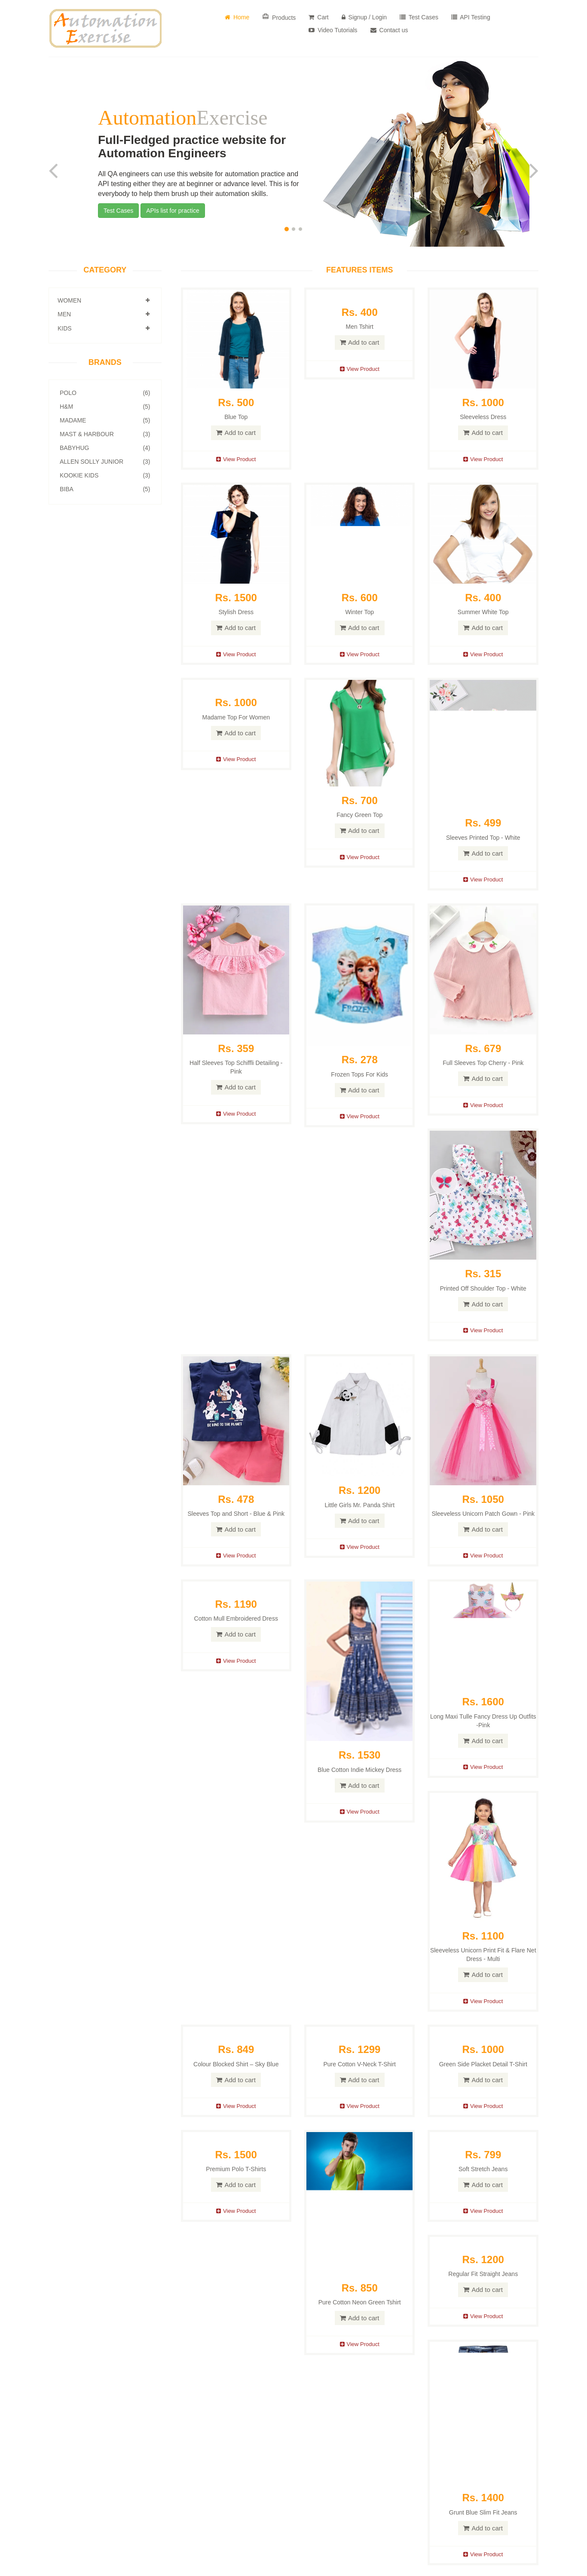 Automation
Exercise
Home
Products
Cart
Signup / Login
Test Cases
API Testing
Video Tutorials
Contact us
AutomationExercise
Full-Fledged practice website for
Automation Engineers
All QA engineers can use this website for automation practice and
API testing either they are at beginner or advance level. This is for
everybody to help them brush up their automation skills.
Test Cases
APIs list for practice
CATEGORY
WOMEN
MEN
KIDS
BRANDS
POLO (6)
H&M (5)
MADAME (5)
MAST & HARBOUR (3)
BABYHUG (4)
ALLEN SOLLY JUNIOR (3)
KOOKIE KIDS (3)
BIBA (5)
FEATURES ITEMS
Rs. 500
Blue Top
Add to cart
View Product
Rs. 400
Men Tshirt
Add to cart
View Product
Rs. 1000
Sleeveless Dress
Add to cart
View Product
Rs. 1500
Stylish Dress
Add to cart
View Product
Rs. 600
Winter Top
Add to cart
View Product
Rs. 400
Summer White Top
Add to cart
View Product
Rs. 1000
Madame Top For Women
Add to cart
View Product
Rs. 700
Fancy Green Top
Add to cart
View Product
Rs. 499
Sleeves Printed Top - White
Add to cart
View Product
Rs. 359
Half Sleeves Top Schiffli Detailing -
Pink
Add to cart
View Product
FROZEN
Rs. 278
Frozen Tops For Kids
Add to cart
View Product
Rs. 679
Full Sleeves Top Cherry - Pink
Add to cart
View Product
Rs. 315
Printed Off Shoulder Top - White
Add to cart
View Product
Rs. 478
Sleeves Top and Short - Blue & Pink
Add to cart
View Product
Rs. 1200
Little Girls Mr. Panda Shirt
Add to cart
View Product
Rs. 1050
Sleeveless Unicorn Patch Gown - Pink
Add to cart
View Product
Rs. 1190
Cotton Mull Embroidered Dress
Add to cart
View Product
Rs. 1530
Blue Cotton Indie Mickey Dress
Add to cart
View Product
Rs. 1600
Long Maxi Tulle Fancy Dress Up Outfits
-Pink
Add to cart
View Product
Rs. 1100
Sleeveless Unicorn Print Fit & Flare Net
Dress - Multi
Add to cart
View Product
Rs. 849
Colour Blocked Shirt – Sky Blue
Add to cart
View Product
Rs. 1299
Pure Cotton V-Neck T-Shirt
Add to cart
View Product
Rs. 1000
Green Side Placket Detail T-Shirt
Add to cart
View Product
Rs. 1500
Premium Polo T-Shirts
Add to cart
View Product
Rs. 850
Pure Cotton Neon Green Tshirt
Add to cart
View Product
Rs. 799
Soft Stretch Jeans
Add to cart
View Product
Rs. 1200
Regular Fit Straight Jeans
Add to cart
View Product
Rs. 1400
Grunt Blue Slim Fit Jeans
Add to cart
View Product